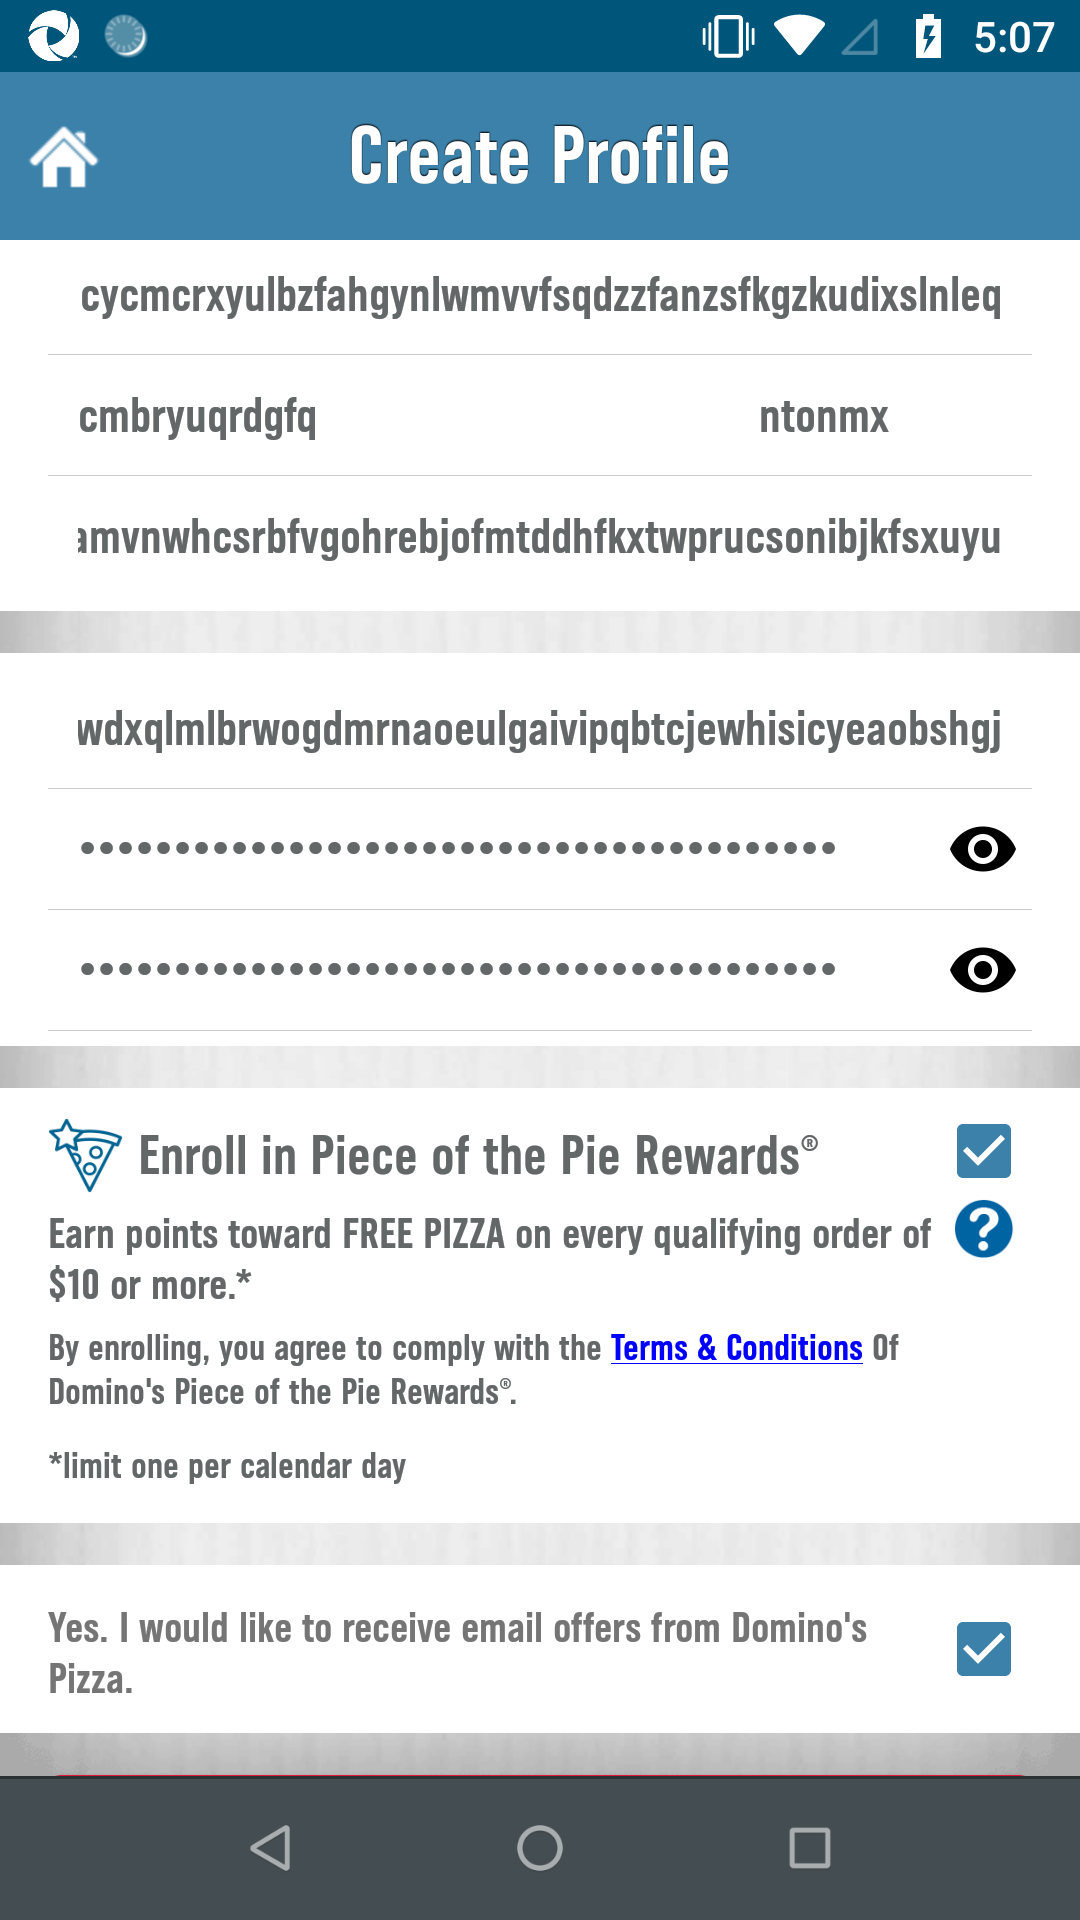 5:07
Create Profile
cycmcrxyulbzfahgynlwmvvfsqdzzfanzsfkgzkudixslnleq
cmbryuqrdgfq ntonmx
amvnwhcsrbfvgohrebjofmtddhfkxtwprucsonibjkfsxuyu
wdxqlmlbrwogdmrnaoeulgaivipqbtcjewhisicyeaobshgj
••••••••••••••••••••••••••••••••••••••••
••••••••••••••••••••••••••••••••••••••••
Enroll in Piece of the Pie Rewards®
Earn points toward FREE PIZZA on every qualifying order of
$10 or more.*
By enrolling, you agree to comply with the Terms & Conditions Of
Domino's Piece of the Pie Rewards®.
*limit one per calendar day
Yes. I would like to receive email offers from Domino's
Pizza.